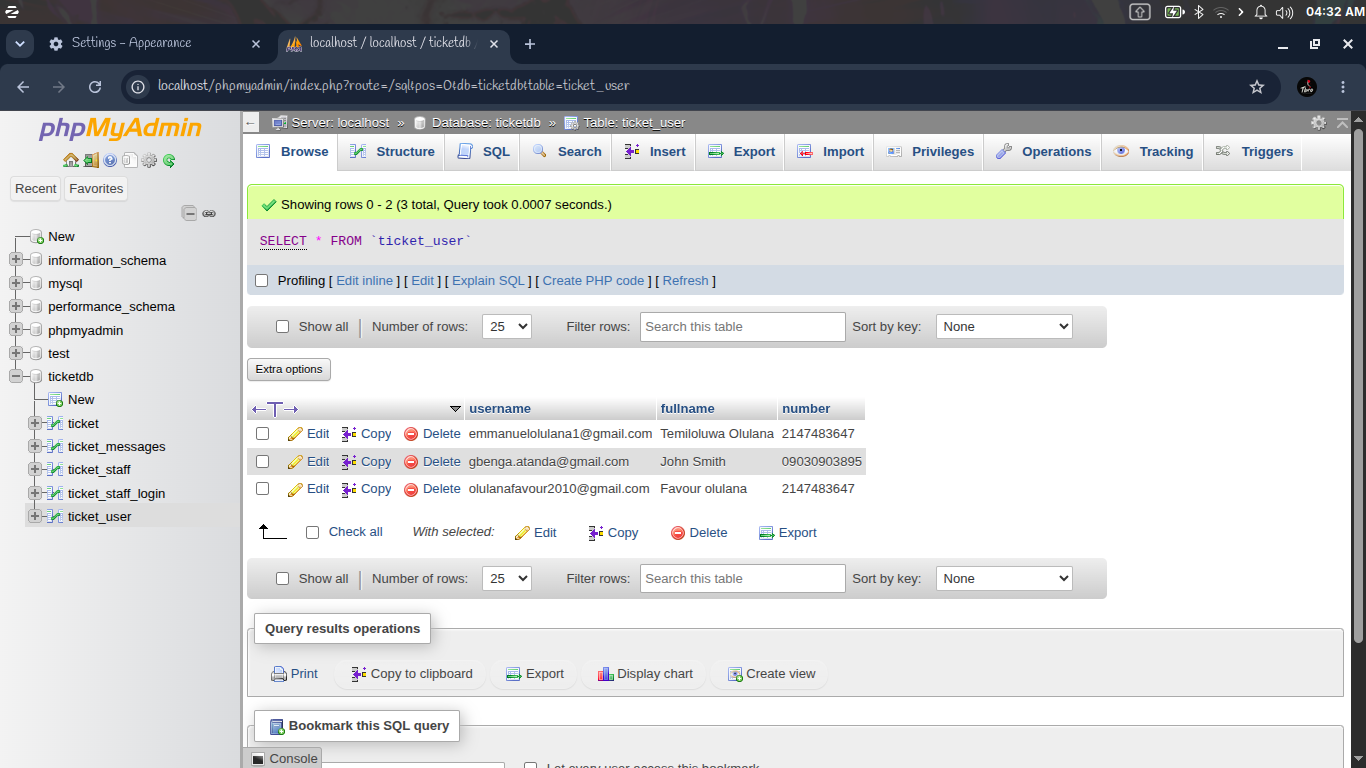 04:32 AM
Settings - Appearance
localhost / localhost / ticketdb /
localhost/phpmyadmin/index.php?route=/sql&pos=0&db=ticketdb&table=ticket_user
phpMyAdmin
Recent Favorites
New
information_schema
mysql
performance_schema
phpmyadmin
test
ticketdb
New
ticket
ticket_messages
ticket_staff
ticket_staff_login
ticket_user
Server: localhost » Database: ticketdb » Table: ticket_user
Browse Structure SQL Search Insert Export Import Privileges Operations Tracking Triggers
Showing rows 0 - 2 (3 total, Query took 0.0007 seconds.)
SELECT * FROM `ticket_user`
Profiling [ Edit inline ] [ Edit ] [ Explain SQL ] [ Create PHP code ] [ Refresh ]
Show all | Number of rows: 25 Filter rows: Search this table Sort by key: None
Extra options
←T→ username fullname number
Edit Copy Delete emmanuelolulana1@gmail.com Temiloluwa Olulana 2147483647
Edit Copy Delete gbenga.atanda@gmail.com John Smith 09030903895
Edit Copy Delete olulanafavour2010@gmail.com Favour olulana 2147483647
Check all With selected: Edit Copy Delete Export
Show all | Number of rows: 25 Filter rows: Search this table Sort by key: None
Query results operations
Print Copy to clipboard Export Display chart Create view
Bookmark this SQL query
Console
Let every user access this bookmark